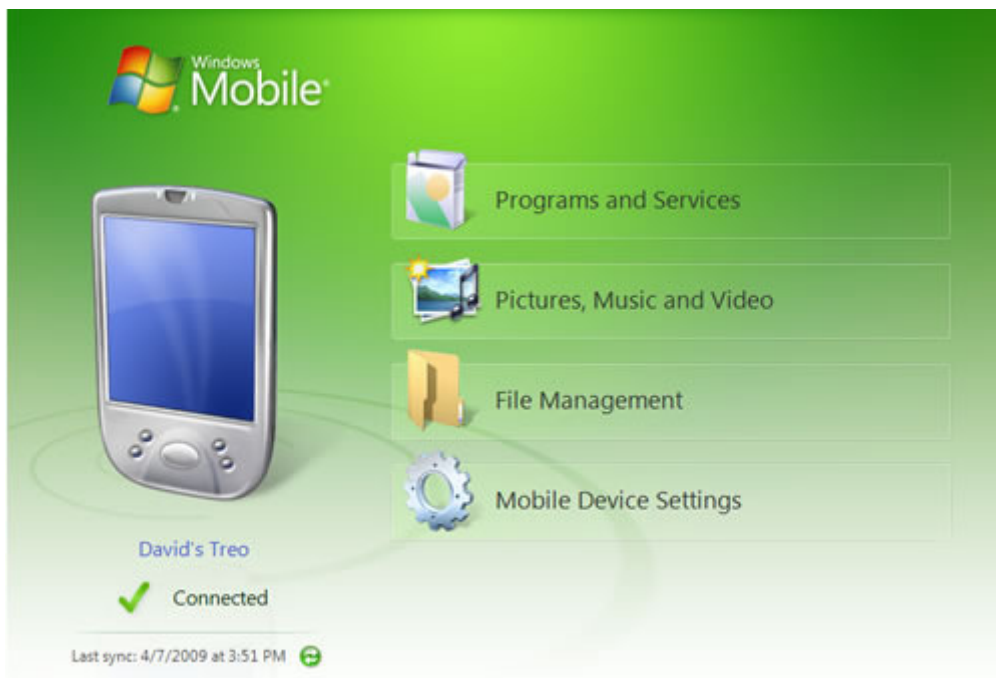 Windows
Mobile®
Programs and Services
Pictures, Music and Video
File Management
Mobile Device Settings
David's Treo
Connected
Last sync: 4/7/2009 at 3:51 PM